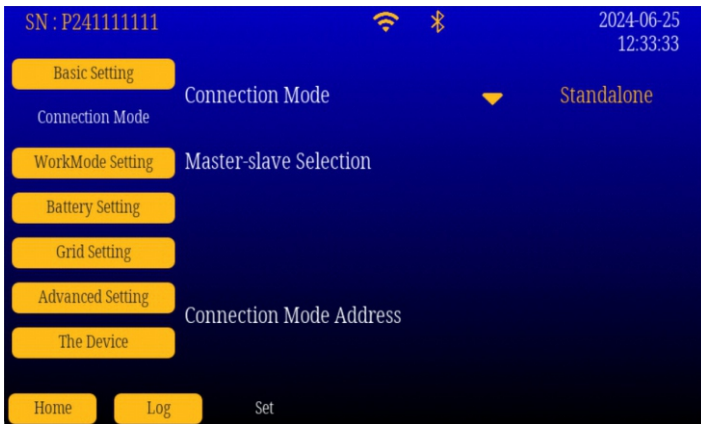 SN : P241111111
2024-06-25
12:33:33
Basic Setting
Connection Mode
WorkMode Setting
Battery Setting
Grid Setting
Advanced Setting
The Device
Connection Mode
Standalone
Master-slave Selection
Connection Mode Address
Home
Log
Set